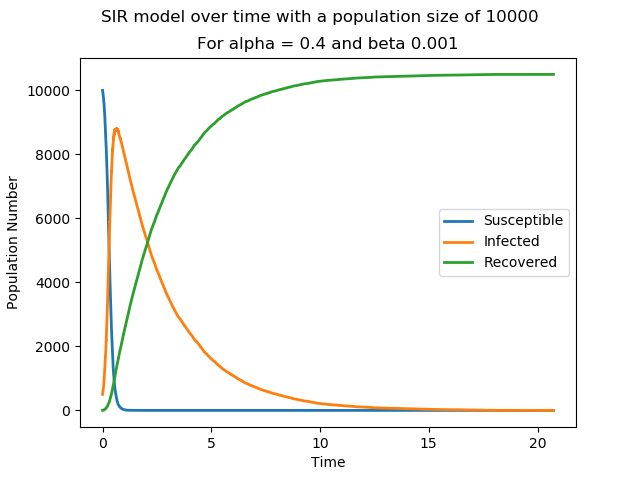 SIR model over time with a population size of 10000
For alpha = 0.4 and beta 0.001
10000
8000
6000
4000
2000
0
Population Number
Susceptible
Infected
Recovered
0 5 10 15 20
Time